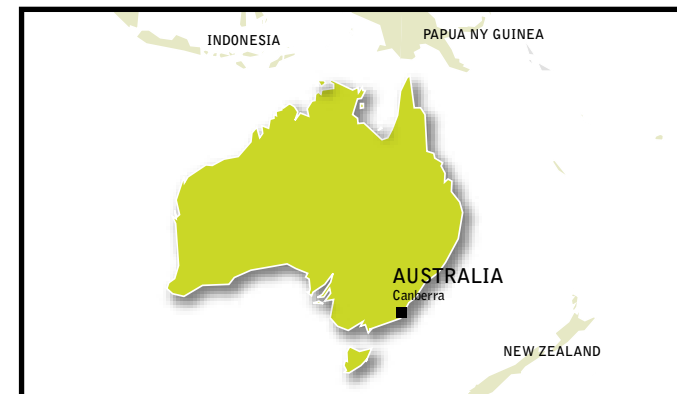 INDONESIA
PAPUA NY GUINEA
AUSTRALIA
Canberra
NEW ZEALAND